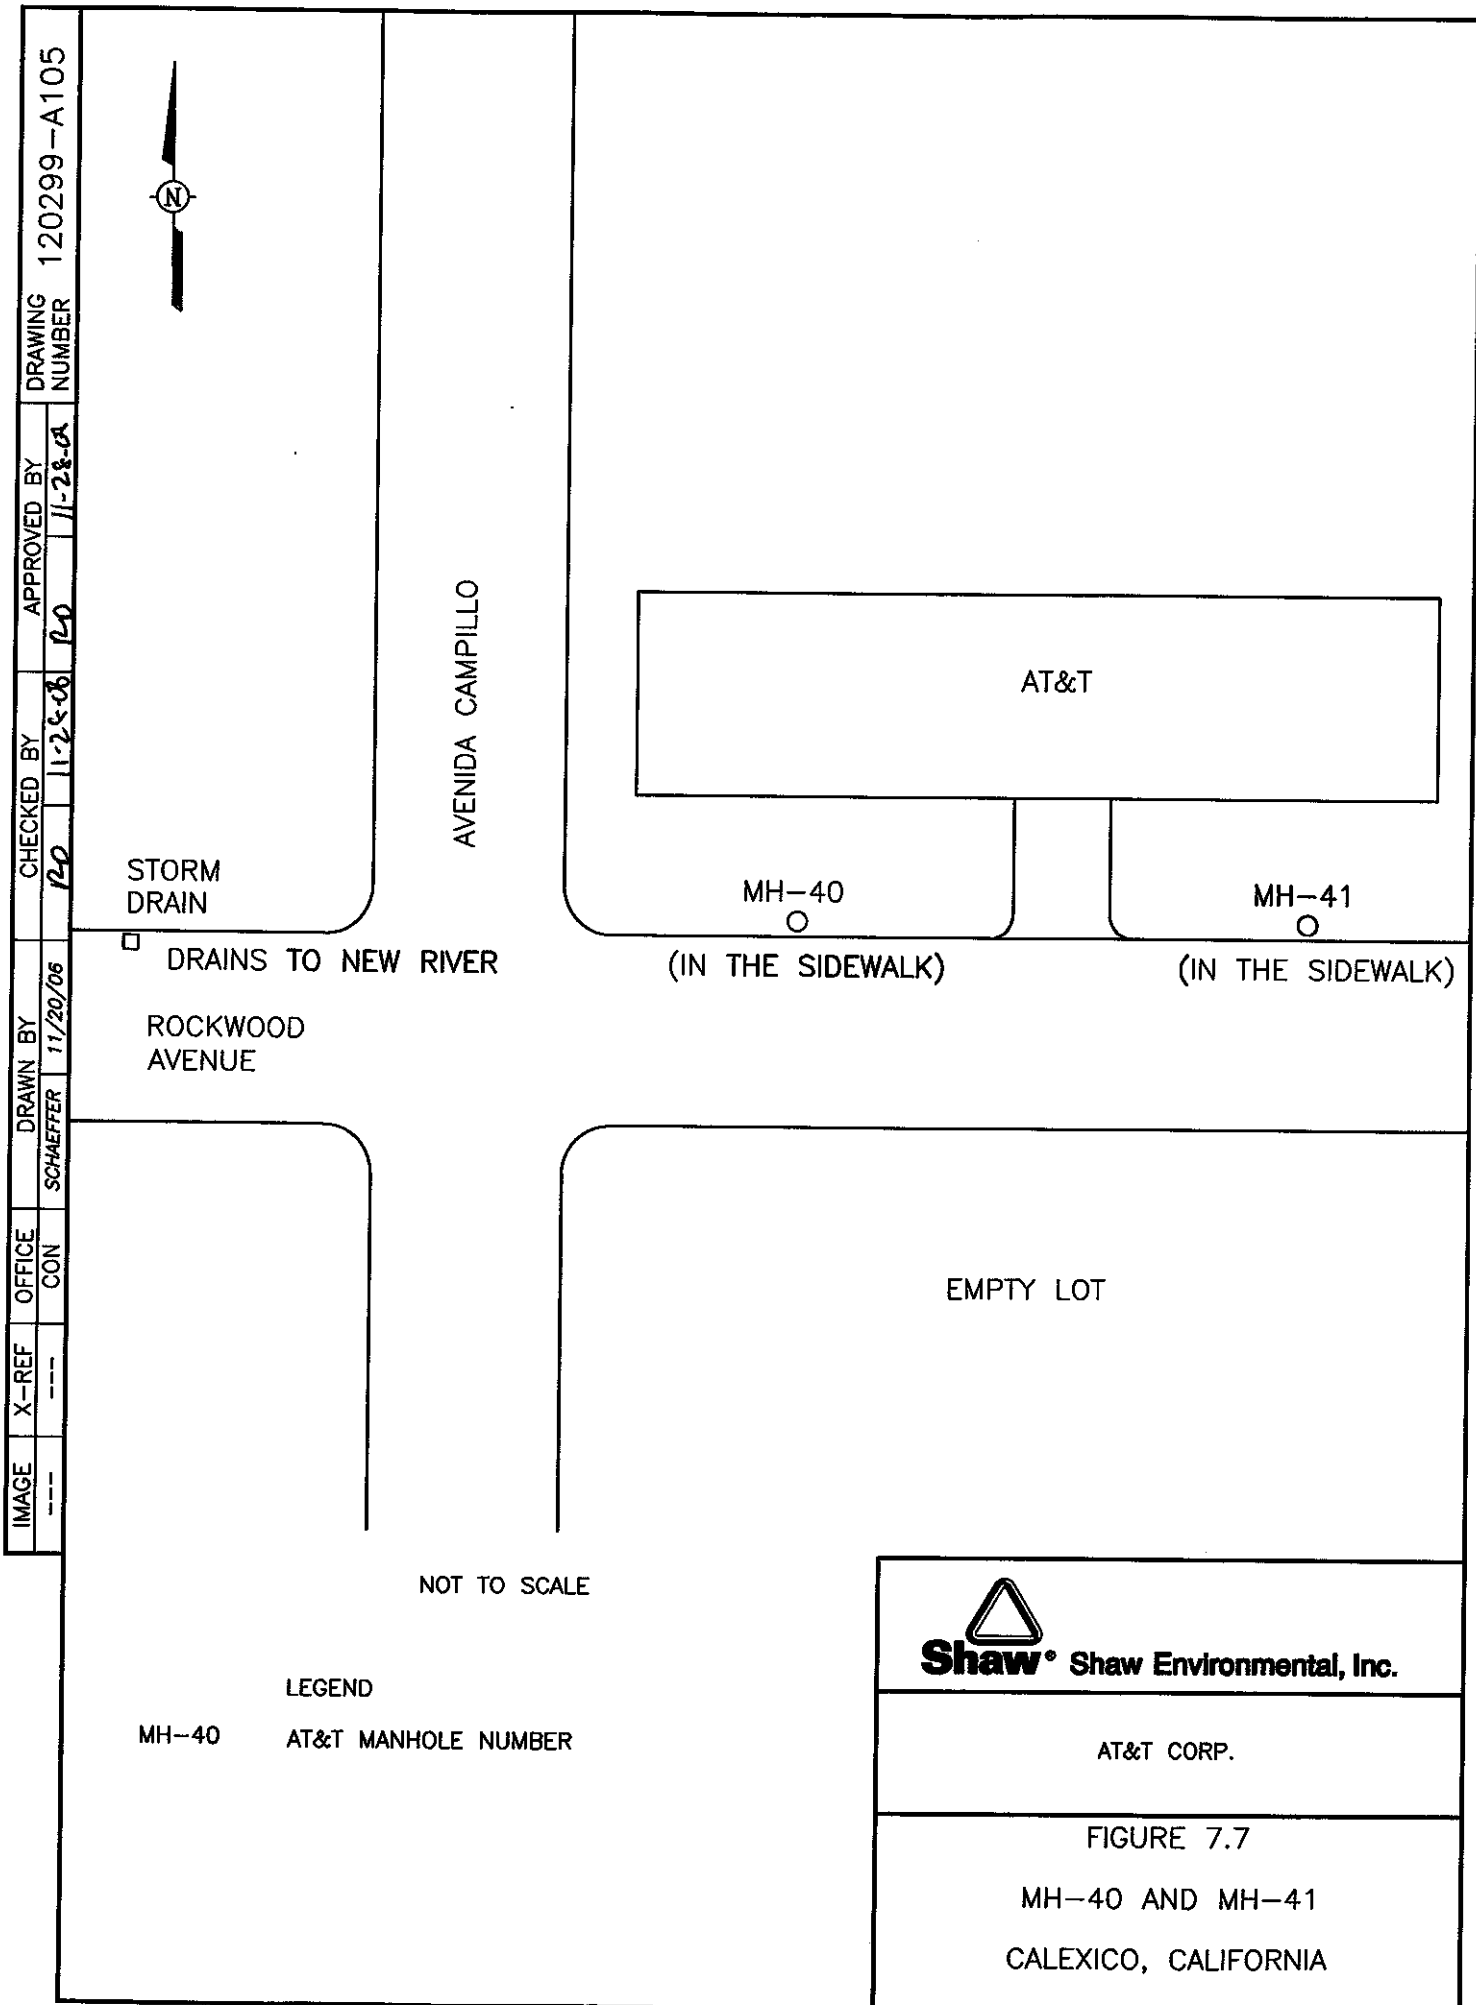 DRAWING
NUMBER
120299-A105
APPROVED BY
CHECKED BY
DRAWN BY
SCHAEFFER
11/20/06
OFFICE
CON
X-REF
---
IMAGE
---
N
AVENIDA CAMPILLO
AT&T
STORM
DRAIN
MH-40
MH-41
DRAINS TO NEW RIVER
(IN THE SIDEWALK)
(IN THE SIDEWALK)
ROCKWOOD
AVENUE
EMPTY LOT
NOT TO SCALE
LEGEND
MH-40 AT&T MANHOLE NUMBER
Shaw® Shaw Environmental, Inc.
AT&T CORP.
FIGURE 7.7
MH-40 AND MH-41
CALEXICO, CALIFORNIA